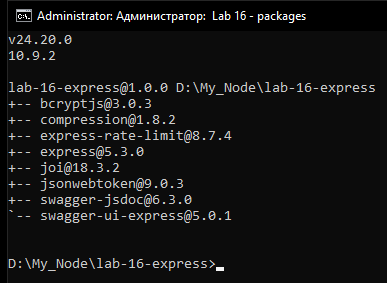 Administrator: Администратор:  Lab 16 - packages
v24.20.0
10.9.2
lab-16-express@1.0.0 D:\My_Node\lab-16-express
+-- bcryptjs@3.0.3
+-- compression@1.8.2
+-- express-rate-limit@8.7.4
+-- express@5.3.0
+-- joi@18.3.2
+-- jsonwebtoken@9.0.3
+-- swagger-jsdoc@6.3.0
`-- swagger-ui-express@5.0.1
D:\My_Node\lab-16-express>